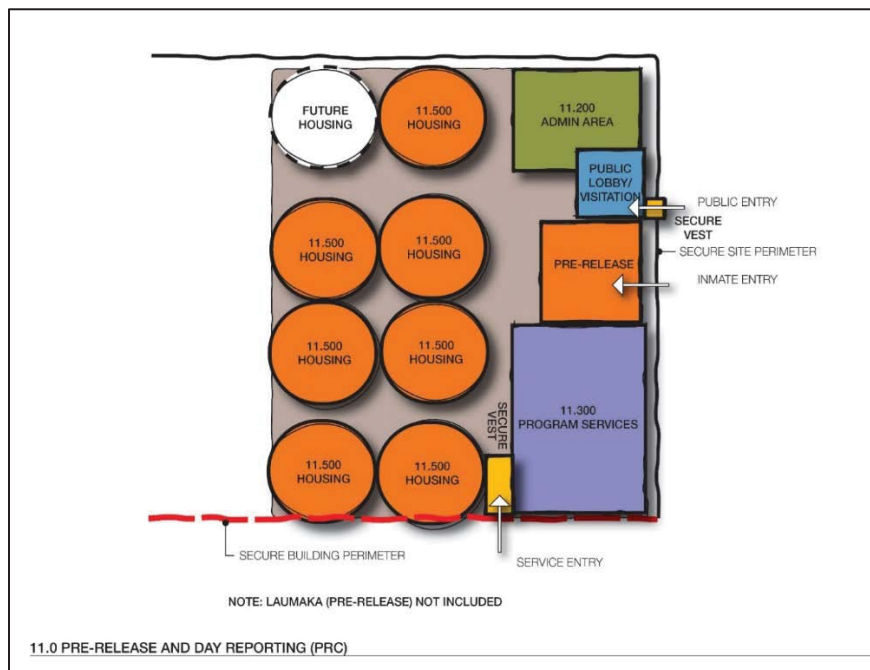 FUTURE
HOUSING
11.500
HOUSING
11.200
ADMIN AREA
PUBLIC
LOBBY/
VISITATION
PUBLIC ENTRY
SECURE
VEST
SECURE SITE PERIMETER
11.500
HOUSING
11.500
HOUSING
PRE-RELEASE
INMATE ENTRY
11.500
HOUSING
11.500
HOUSING
11.300
PROGRAM SERVICES
SECURE
VEST
11.500
HOUSING
11.500
HOUSING
SECURE BUILDING PERIMETER
SERVICE ENTRY
NOTE: LAUMAKA (PRE-RELEASE) NOT INCLUDED
11.0 PRE-RELEASE AND DAY REPORTING (PRC)